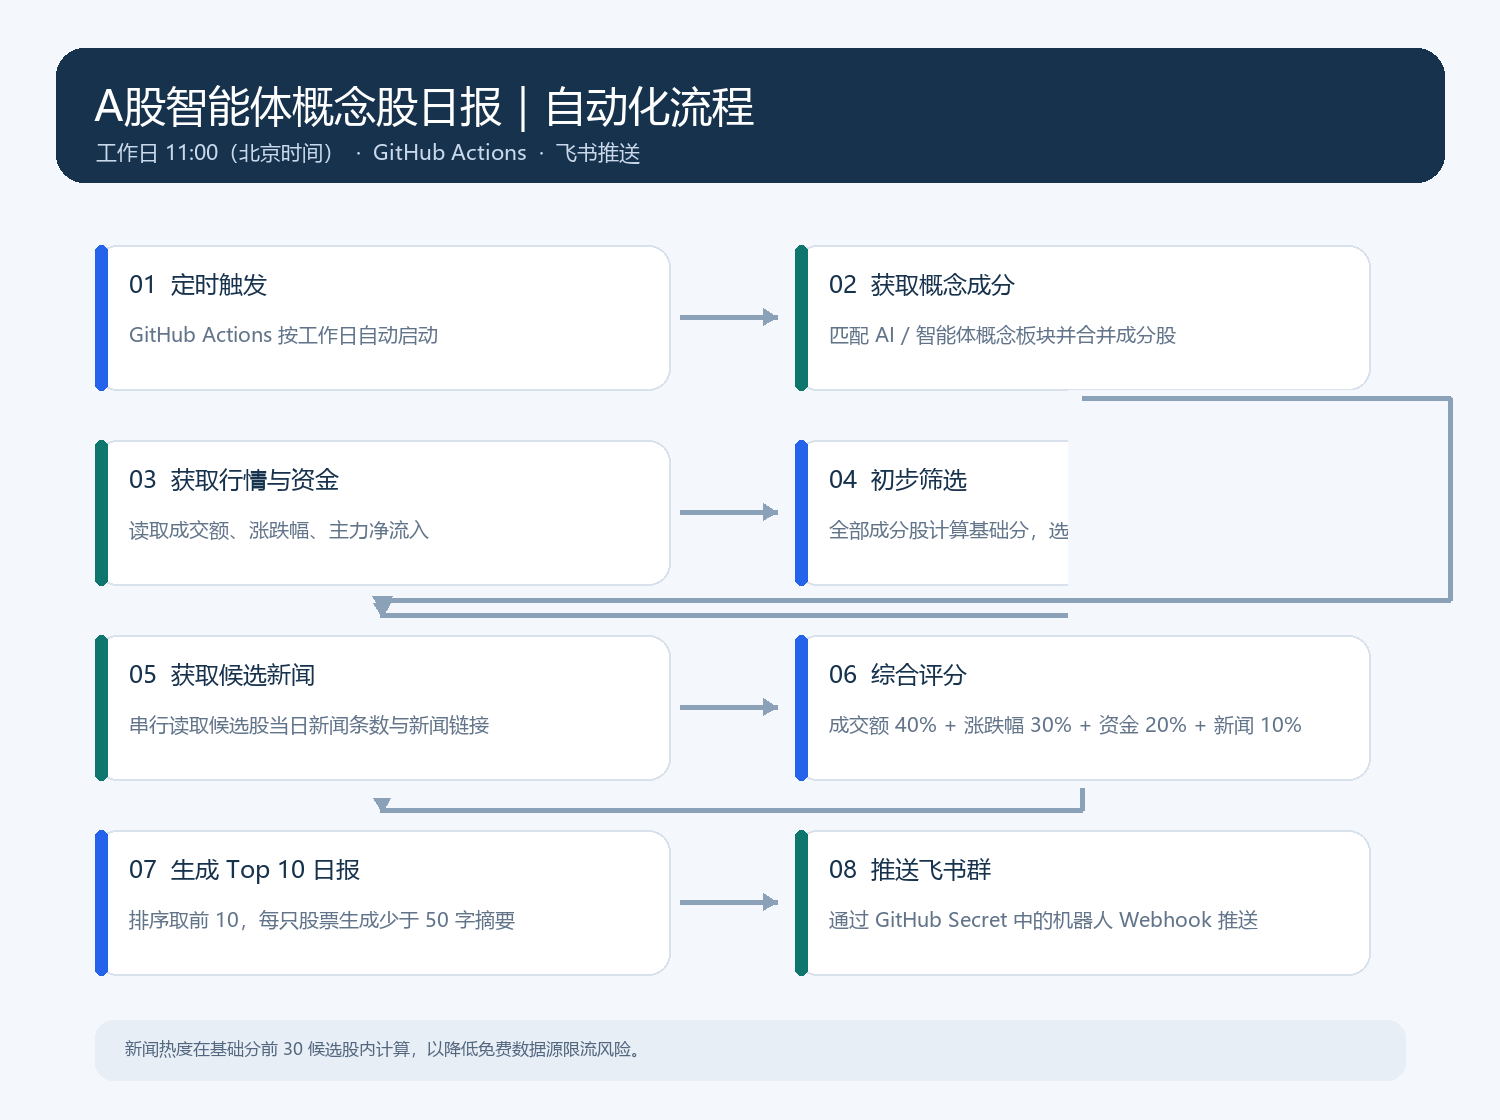 A股智能体概念股日报｜自动化流程
工作日 11:00（北京时间） · GitHub Actions · 飞书推送
01 定时触发
GitHub Actions 按工作日自动启动
02 获取概念成分
匹配 AI / 智能体概念板块并合并成分股
03 获取行情与资金
读取成交额、涨跌幅、主力净流入
04 初步筛选
全部成分股计算基础分，选
05 获取候选新闻
串行读取候选股当日新闻条数与新闻链接
06 综合评分
成交额 40% + 涨跌幅 30% + 资金 20% + 新闻 10%
07 生成 Top 10 日报
排序取前 10，每只股票生成少于 50 字摘要
08 推送飞书群
通过 GitHub Secret 中的机器人 Webhook 推送
新闻热度在基础分前 30 候选股内计算，以降低免费数据源限流风险。